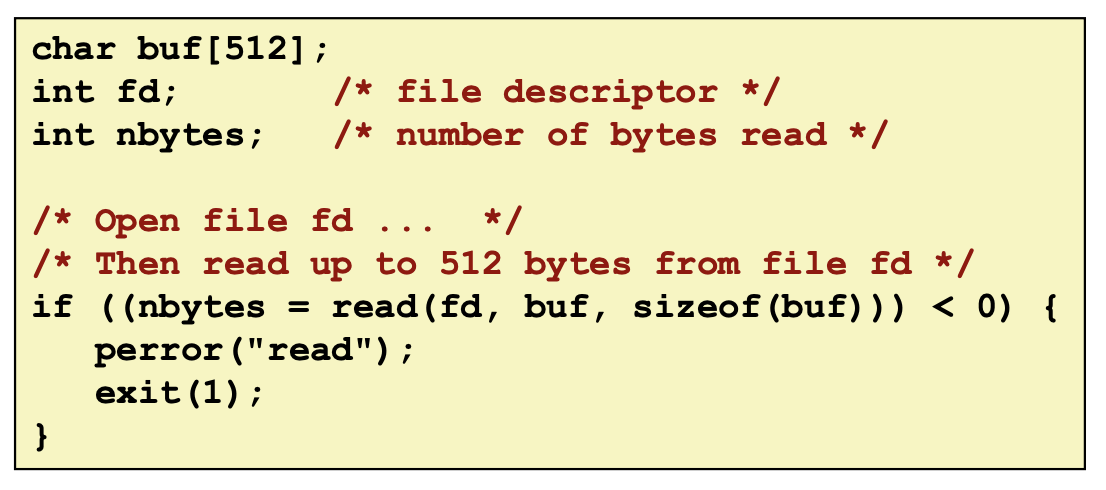 char buf[512];
int fd;       /* file descriptor */
int nbytes;   /* number of bytes read */

/* Open file fd ...  */
/* Then read up to 512 bytes from file fd */
if ((nbytes = read(fd, buf, sizeof(buf))) < 0) {
   perror("read");
   exit(1);
}